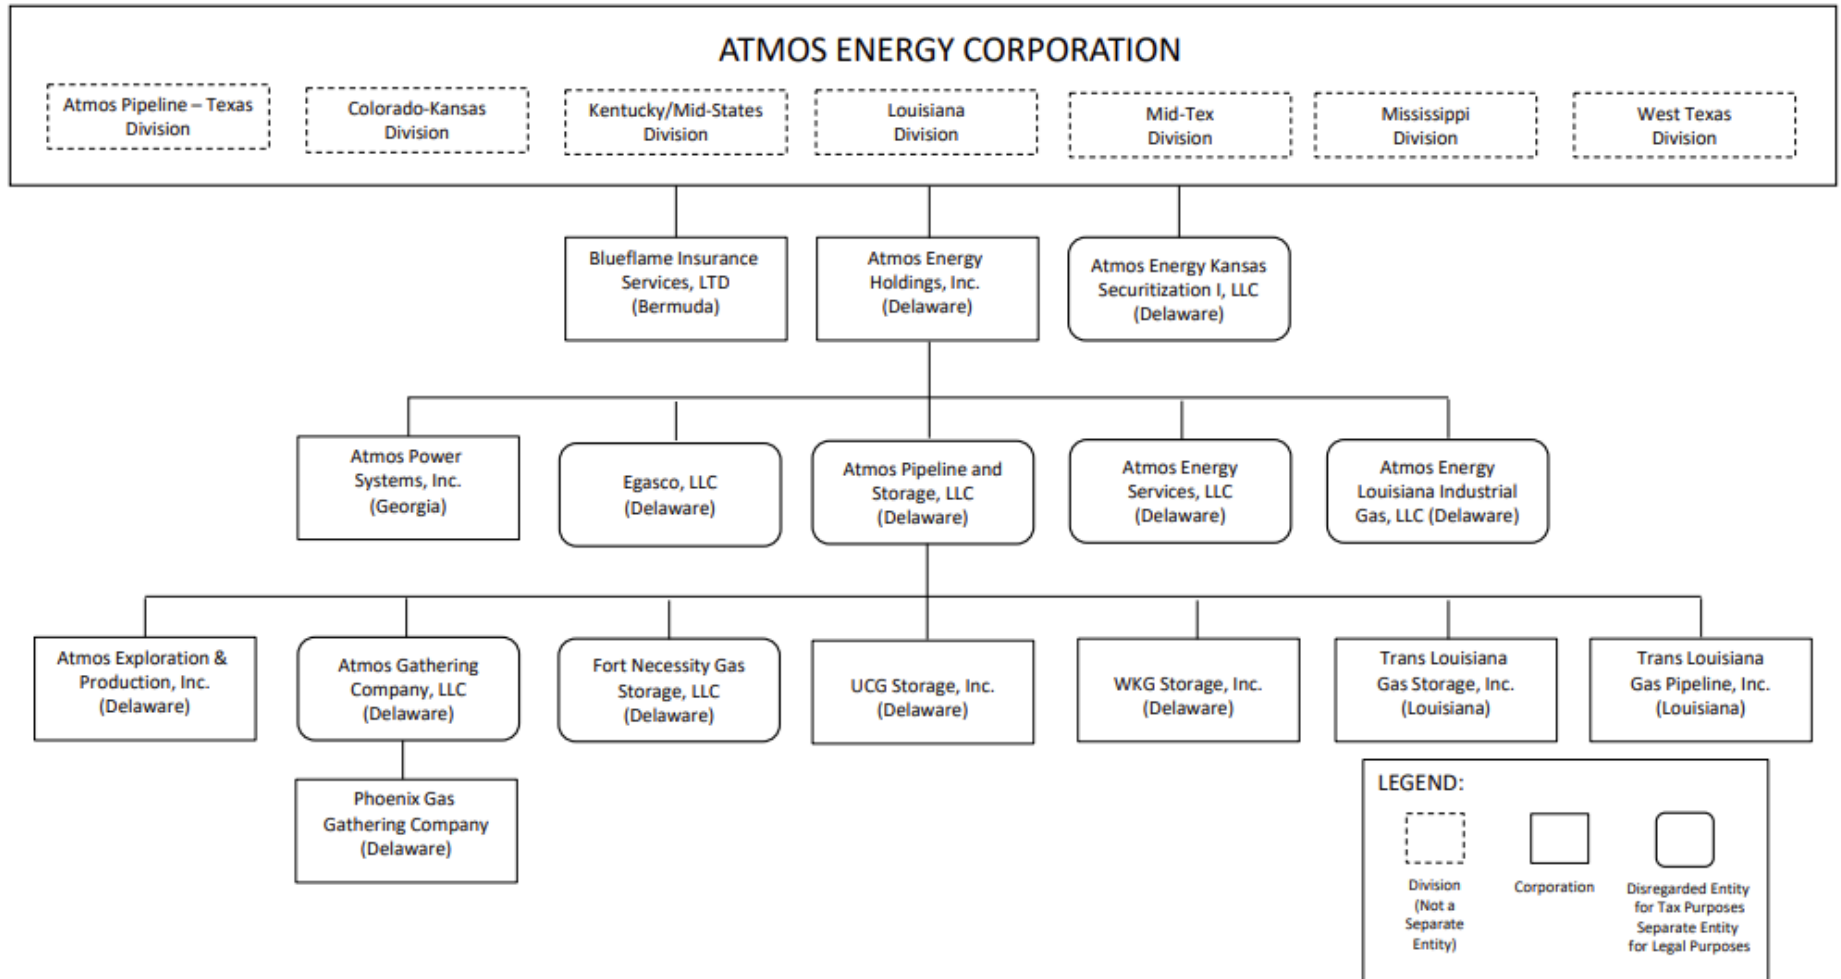 ATMOS ENERGY CORPORATION
Atmos Pipeline – Texas
Division
Colorado-Kansas
Division
Kentucky/Mid-States
Division
Louisiana
Division
Mid-Tex
Division
Mississippi
Division
West Texas
Division
Blueflame Insurance
Services, LTD
(Bermuda)
Atmos Energy
Holdings, Inc.
(Delaware)
Atmos Energy Kansas
Securitization I, LLC
(Delaware)
Atmos Power
Systems, Inc.
(Georgia)
Egasco, LLC
(Delaware)
Atmos Pipeline and
Storage, LLC
(Delaware)
Atmos Energy
Services, LLC
(Delaware)
Atmos Energy
Louisiana Industrial
Gas, LLC (Delaware)
Atmos Exploration &
Production, Inc.
(Delaware)
Atmos Gathering
Company, LLC
(Delaware)
Fort Necessity Gas
Storage, LLC
(Delaware)
UCG Storage, Inc.
(Delaware)
WKG Storage, Inc.
(Delaware)
Trans Louisiana
Gas Storage, Inc.
(Louisiana)
Trans Louisiana
Gas Pipeline, Inc.
(Louisiana)
Phoenix Gas
Gathering Company
(Delaware)
LEGEND:
Division
(Not a
Separate
Entity)
Corporation
Disregarded Entity
for Tax Purposes
Separate Entity
for Legal Purposes